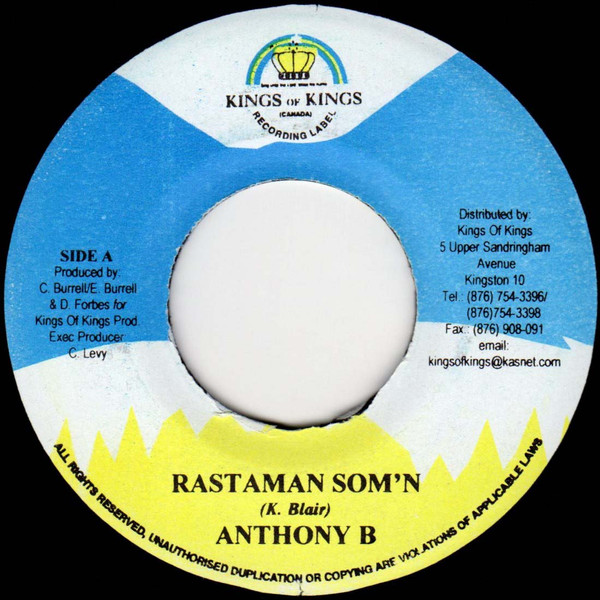 KINGS OF KINGS
(CANADA)
RECORDING LABEL
SIDE A
Produced by:
C. Burrell/E. Burrell
& D. Forbes for
Kings Of Kings Prod.
Exec Producer
C. Levy
Distributed by:
Kings Of Kings
5 Upper Sandringham
Avenue
Kingston 10
Tel: (876) 754-3396/
(876)754-3398
Fax.: (876) 908-091
email:
kingsofkings@kasnet.com
RASTAMAN SOM'N
(K. Blair)
ANTHONY B
ALL RIGHTS RESERVED, UNAUTHORISED DUPLICATION OR COPYING ARE VIOLATIONS OF APPLICABLE LAWS